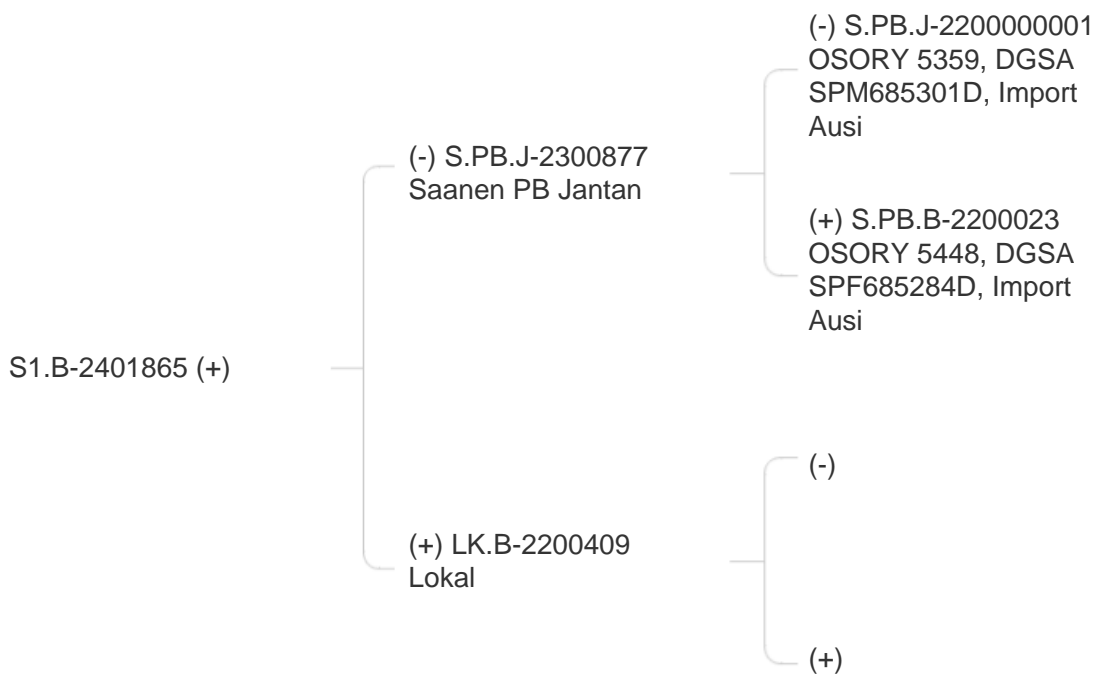 (-) S.PB.J-2200000001
OSORY 5359, DGSA
SPM685301D, Import
Ausi
(-) S.PB.J-2300877
Saanen PB Jantan
(+) S.PB.B-2200023
OSORY 5448, DGSA
SPF685284D, Import
Ausi
S1.B-2401865 (+)
(-)
(+) LK.B-2200409
Lokal
(+)